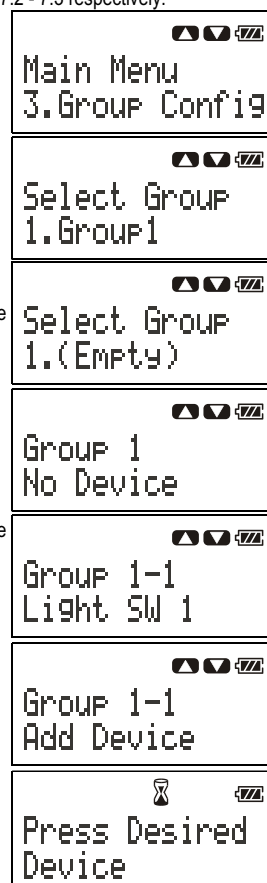 7.2 - 7.5 respectively.
Main Menu
3.Group Config
Select Group
1.Group1
Select Group
1.(Empty)
Group 1
No Device
Group 1-1
Light SW 1
Group 1-1
Add Device
Press Desired
Device